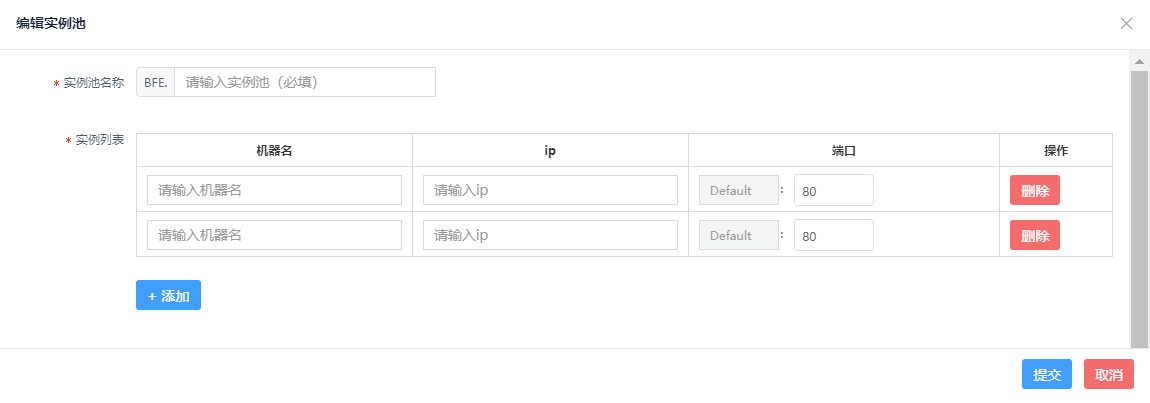 编辑实例池
* 实例池名称 BFE. 请输入实例池（必填）
* 实例列表
机器名 ip 端口 操作
请输入机器名 请输入ip Default : 80 删除
请输入机器名 请输入ip Default : 80 删除
+ 添加
提交 取消